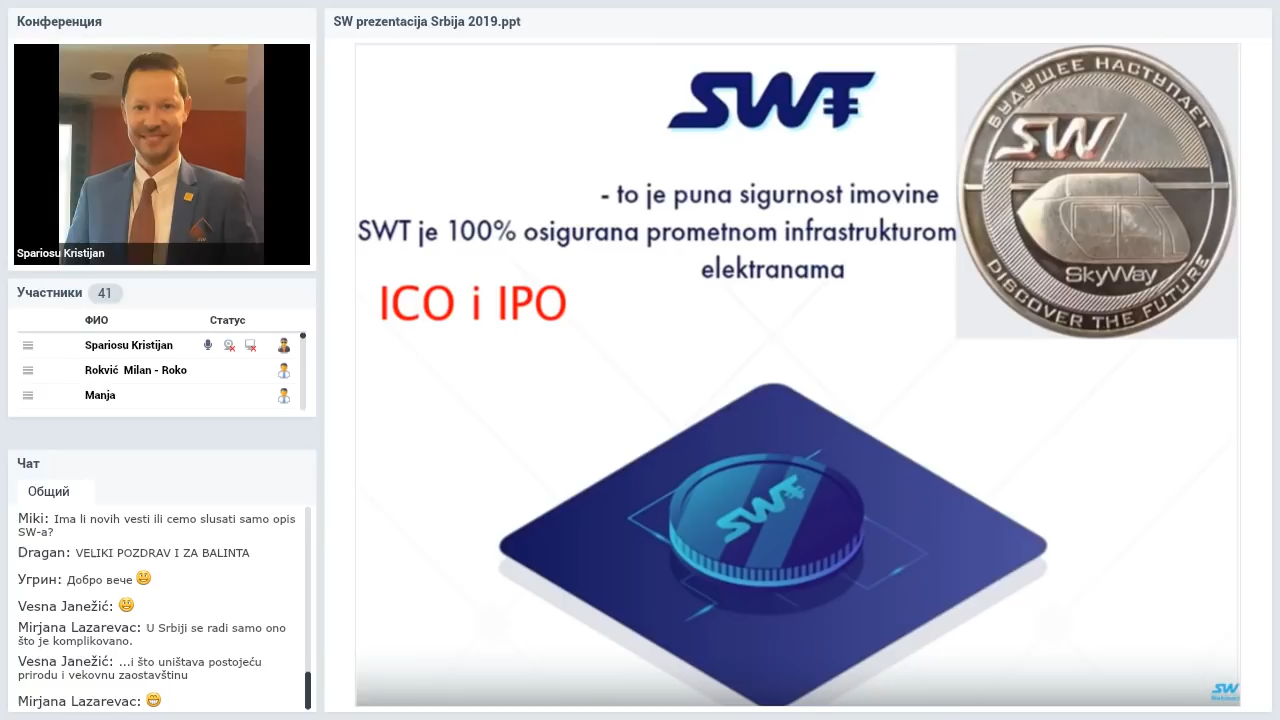 Конференция
Spariosu Kristijan
Участники 41
ФИО Статус
Spariosu Kristijan
Rokvić Milan - Roko
Manja
Чат
Общий
Miki: Ima li novih vesti ili cemo slusati samo opis
SW-a?
Dragan: VELIKI POZDRAV I ZA BALINTA
Угрин: Добро вече
Vesna Janežić:
Mirjana Lazarevac: U Srbiji se radi samo ono
što je komplikovano.
Vesna Janežić: ...i što uništava postojeću
prirodu i vekovnu zaostavštinu
Mirjana Lazarevac:
SW prezentacija Srbija 2019.ppt
SWT
- to je puna sigurnost imovine
SWT je 100% osigurana prometnom infrastrukturom
elektranama
ICO i IPO
БУДУЩЕЕ НАСТУПАЕТ
SW
SkyWay
DISCOVER THE FUTURE
SWT
SW